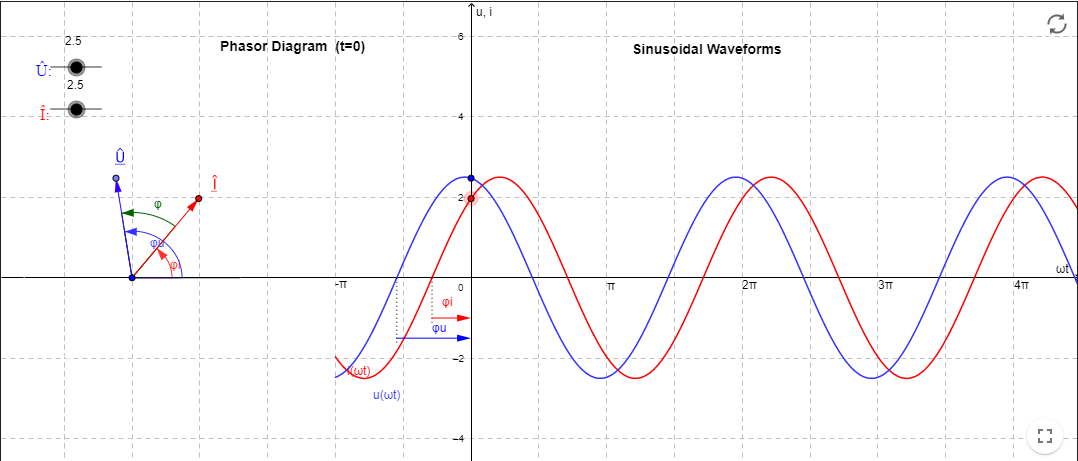 u, i
2.5
Phasor Diagram (t=0)
Sinusoidal Waveforms
6
Û:
2.5
Î:
4
Û
Î
φ
2
φu
φi
ωt
-π
0
π
2π
3π
4π
φi
φu
−2
i(ωt)
u(ωt)
−4